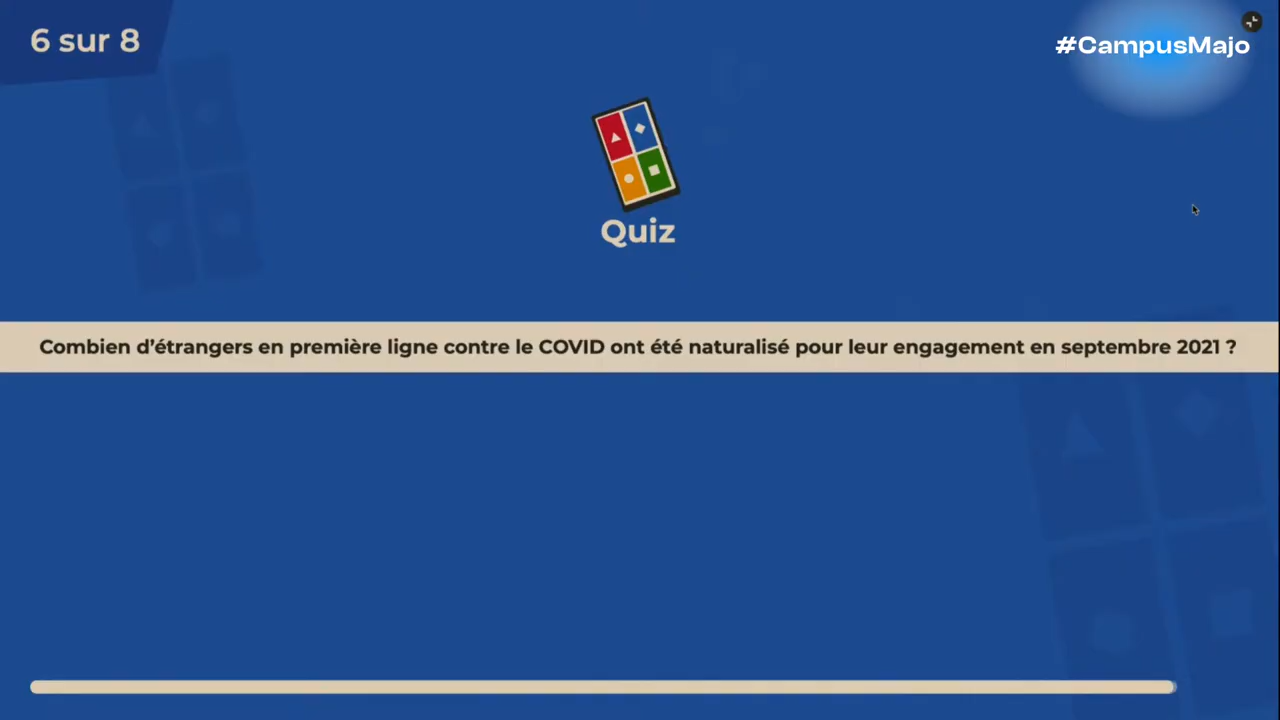 6 sur 8
#CampusMajo
Quiz
Combien d’étrangers en première ligne contre le COVID ont été naturalisé pour leur engagement en septembre 2021 ?